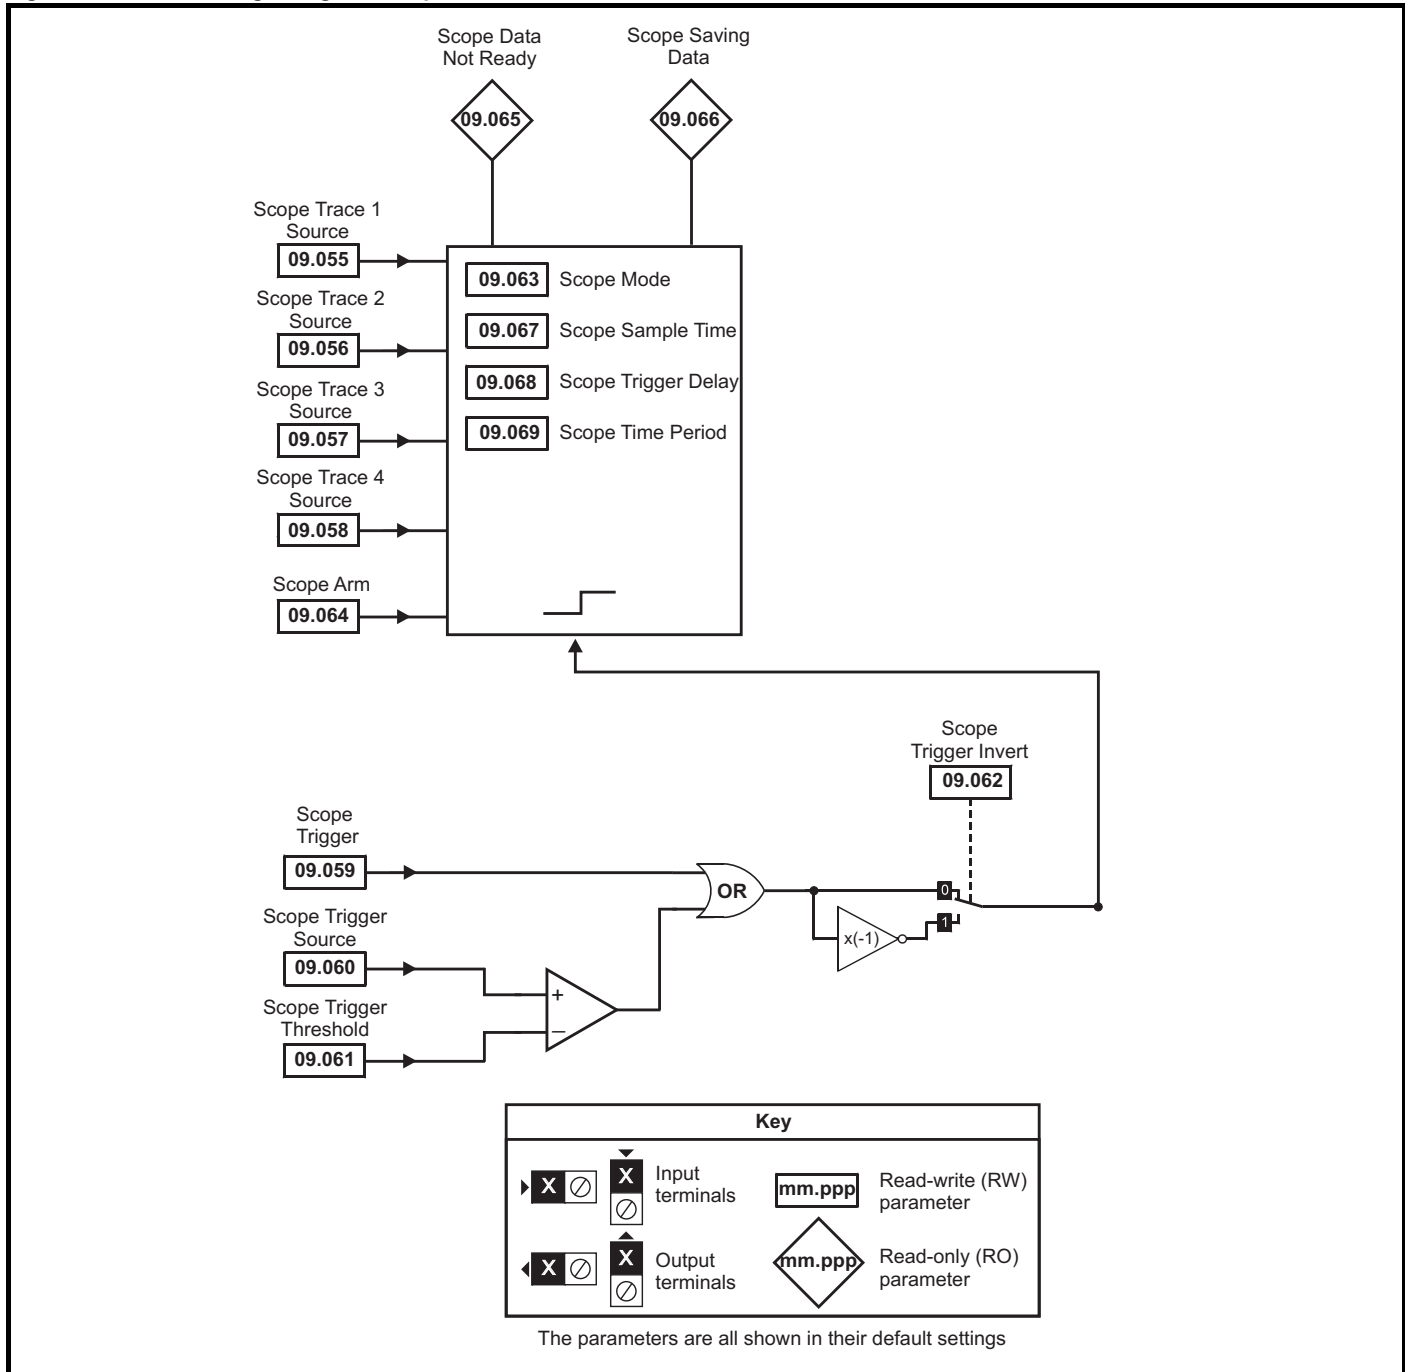 Scope Data
Not Ready
Scope Saving
Data
09.065
09.066
Scope Trace 1
Source
09.055
Scope Trace 2
Source
09.056
Scope Trace 3
Source
09.057
Scope Trace 4
Source
09.058
Scope Arm
09.064
09.063 Scope Mode
09.067 Scope Sample Time
09.068 Scope Trigger Delay
09.069 Scope Time Period
Scope
Trigger Invert
09.062
Scope
Trigger
09.059
Scope Trigger
Source
09.060
Scope Trigger
Threshold
09.061
+
–
OR
x(-1)
0
1
Key
X
X
Input
terminals
mm.ppp
Read-write (RW)
parameter
X
X
Output
terminals
mm.ppp
Read-only (RO)
parameter
The parameters are all shown in their default settings